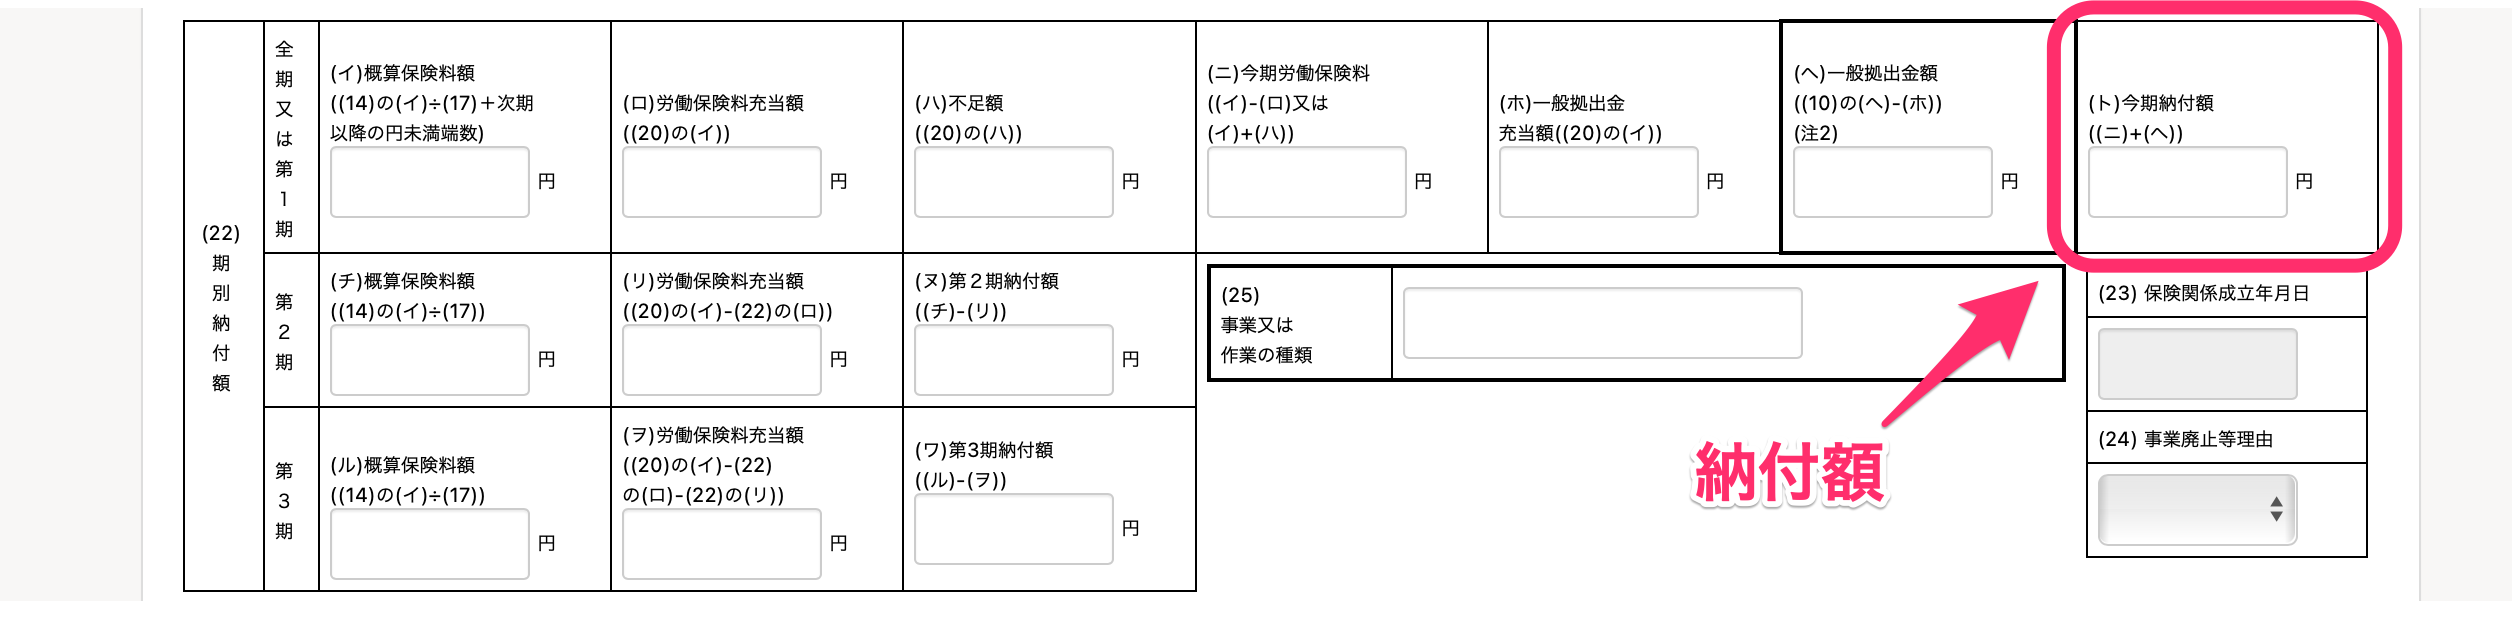 (22)
期
別
納
付
額
全
期
又
は
第
1
期
(イ)概算保険料額
((14)の(イ)÷(17)＋次期
以降の円未満端数)
円
(ロ)労働保険料充当額
((20)の(イ))
円
(ハ)不足額
((20)の(ハ))
円
(ニ)今期労働保険料
((イ)-(ロ)又は
(イ)+(ハ))
円
(ホ)一般拠出金
充当額((20)の(イ))
円
(ヘ)一般拠出金額
((10)の(ヘ)-(ホ))
(注2)
円
(ト)今期納付額
((ニ)+(ヘ))
円
第
2
期
(チ)概算保険料額
((14)の(イ)÷(17))
円
(リ)労働保険料充当額
((20)の(イ)-(22)の(ロ))
円
(ヌ)第２期納付額
((チ)-(リ))
円
(25)
事業又は
作業の種類
(23) 保険関係成立年月日
(24) 事業廃止等理由
第
3
期
(ル)概算保険料額
((14)の(イ)÷(17))
円
(ヲ)労働保険料充当額
((20)の(イ)-(22)
の(ロ)-(22)の(リ))
円
(ワ)第3期納付額
((ル)-(ヲ))
円
納付額